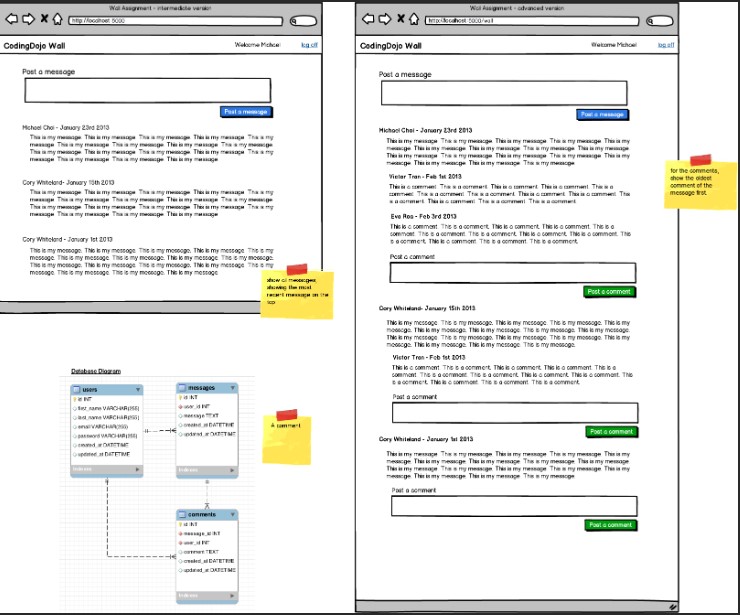 Wall Assignment - intermediate version
http://localhost:5000
CodingDojo Wall
Welcome Michael
log off
Post a message
Post a message
Michael Choi - January 23rd 2013
This is my message. This is my message. This is my message. This is my message. This is my
message. This is my message. This is my message. This is my message. This is my message.
This is my message. This is my message. This is my message. This is my message. This is my
message. This is my message. This is my message
Cory Whiteland- January 15th 2013
This is my message. This is my message. This is my message. This is my message. This is my
message. This is my message. This is my message. This is my message. This is my message.
This is my message. This is my message. This is my message. This is my message. This is my
message. This is my message. This is my message
Cory Whiteland - January 1st 2013
This is my message. This is my message. This is my message. This is my message. This is my
message. This is my message. This is my message. This is my message. This is my message.
This is my message. This is my message. This is my message. This is my message. This is my
message. This is my message. This is my message
show all messages,
showing the most
recent message on the
top
Database Diagram
users
id INT
first_name VARCHAR(255)
last_name VARCHAR(255)
email VARCHAR(255)
password VARCHAR(255)
created_at DATETIME
updated_at DATETIME
Indexes
messages
id INT
user_id INT
message TEXT
created_at DATETIME
updated_at DATETIME
Indexes
A comment
comments
id INT
message_id INT
user_id INT
comment TEXT
created_at DATETIME
updated_at DATETIME
Indexes
Wall Assignment - advanced version
http://localhost:5000/wall
CodingDojo Wall
Welcome Michael
log off
Post a message
Post a message
Michael Choi - January 23rd 2013
This is my message. This is my message. This is my message. This is my message. This is my
message. This is my message. This is my message. This is my message. This is my message.
This is my message. This is my message. This is my message. This is my message. This is my
message. This is my message. This is my message
Victor Tran - Feb 1st 2013
This is a comment. This is a comment. This is a comment. This is a comment. This is a
comment. This is a comment. This is a comment. This is a comment. This is a comment. This
is a comment. This is a comment. This is a comment.
Eva Ros - Feb 3rd 2013
This is a comment. This is a comment. This is a comment. This is a comment. This is a
comment. This is a comment. This is a comment. This is a comment. This is a comment. This
is a comment. This is a comment. This is a comment.
Post a comment
Post a comment
Cory Whiteland- January 15th 2013
This is my message. This is my message. This is my message. This is my message. This is my
message. This is my message. This is my message. This is my message. This is my message.
This is my message. This is my message. This is my message. This is my message. This is my
message. This is my message. This is my message
Victor Tran - Feb 1st 2013
This is a comment. This is a comment. This is a comment. This is a comment. This is a
comment. This is a comment. This is a comment. This is a comment. This is a comment. This
is a comment. This is a comment. This is a comment.
Post a comment
Post a comment
Cory Whiteland - January 1st 2013
This is my message. This is my message. This is my message. This is my message. This is my
message. This is my message. This is my message. This is my message. This is my message.
This is my message. This is my message. This is my message. This is my message. This is my
message. This is my message. This is my message
Post a comment
Post a comment
for the comments,
show the oldest
comment of the
message first.